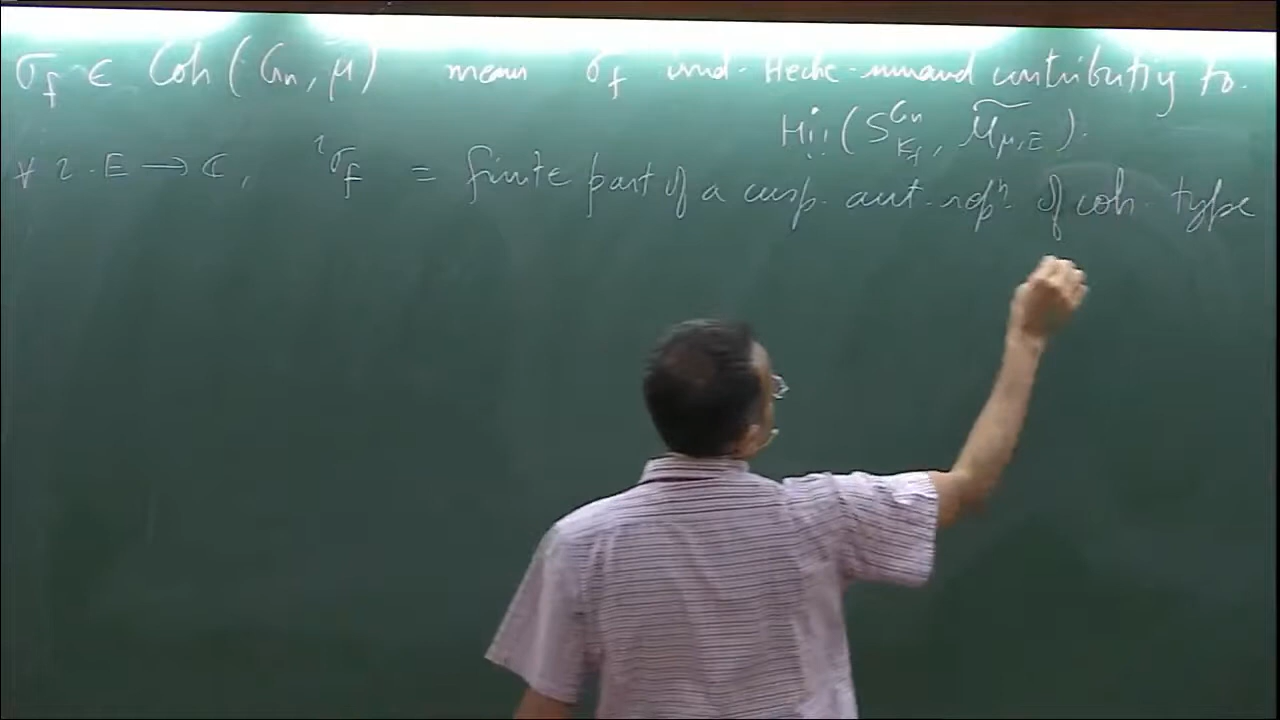 σ_f ∈ Coh(G_n, μ) mean σ_f irred-Hecke-summand contributing to.
H^•_!!(S^{G_n}_{K_f}, \widetilde{M}_{μ,E}).
∀ ι: E → C, ^ισ_f = finite part of a cusp. aut. rep^n. of coh. type